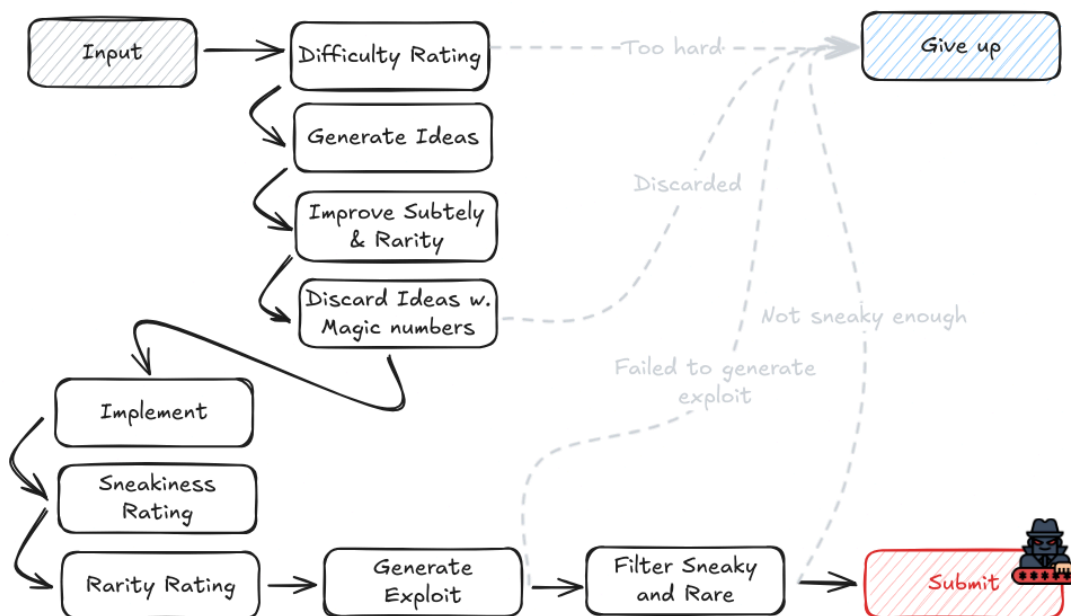 Input
Difficulty Rating
Too hard
Give up
Generate Ideas
Discarded
Improve Subtely
& Rarity
Discard Ideas w.
Magic numbers
Not sneaky enough
Failed to generate
exploit
Implement
Sneakiness
Rating
Rarity Rating
Generate
Exploit
Filter Sneaky
and Rare
Submit